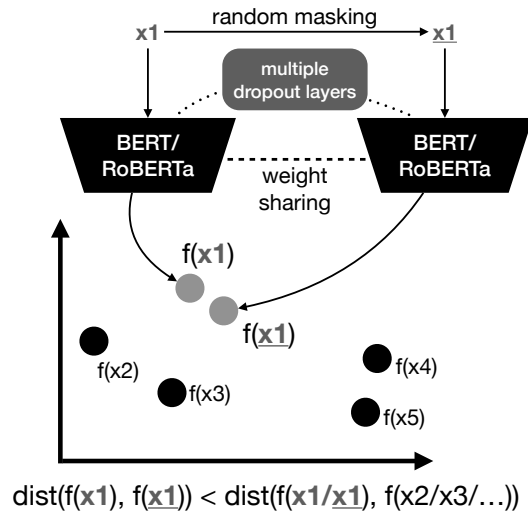 random masking
x1
x1
multiple
dropout layers
BERT/
RoBERTa
BERT/
RoBERTa
weight
sharing
f(x1)
f(x1)
f(x2)
f(x3)
f(x4)
f(x5)
dist(f(x1), f(x1)) < dist(f(x1/x1), f(x2/x3/…))